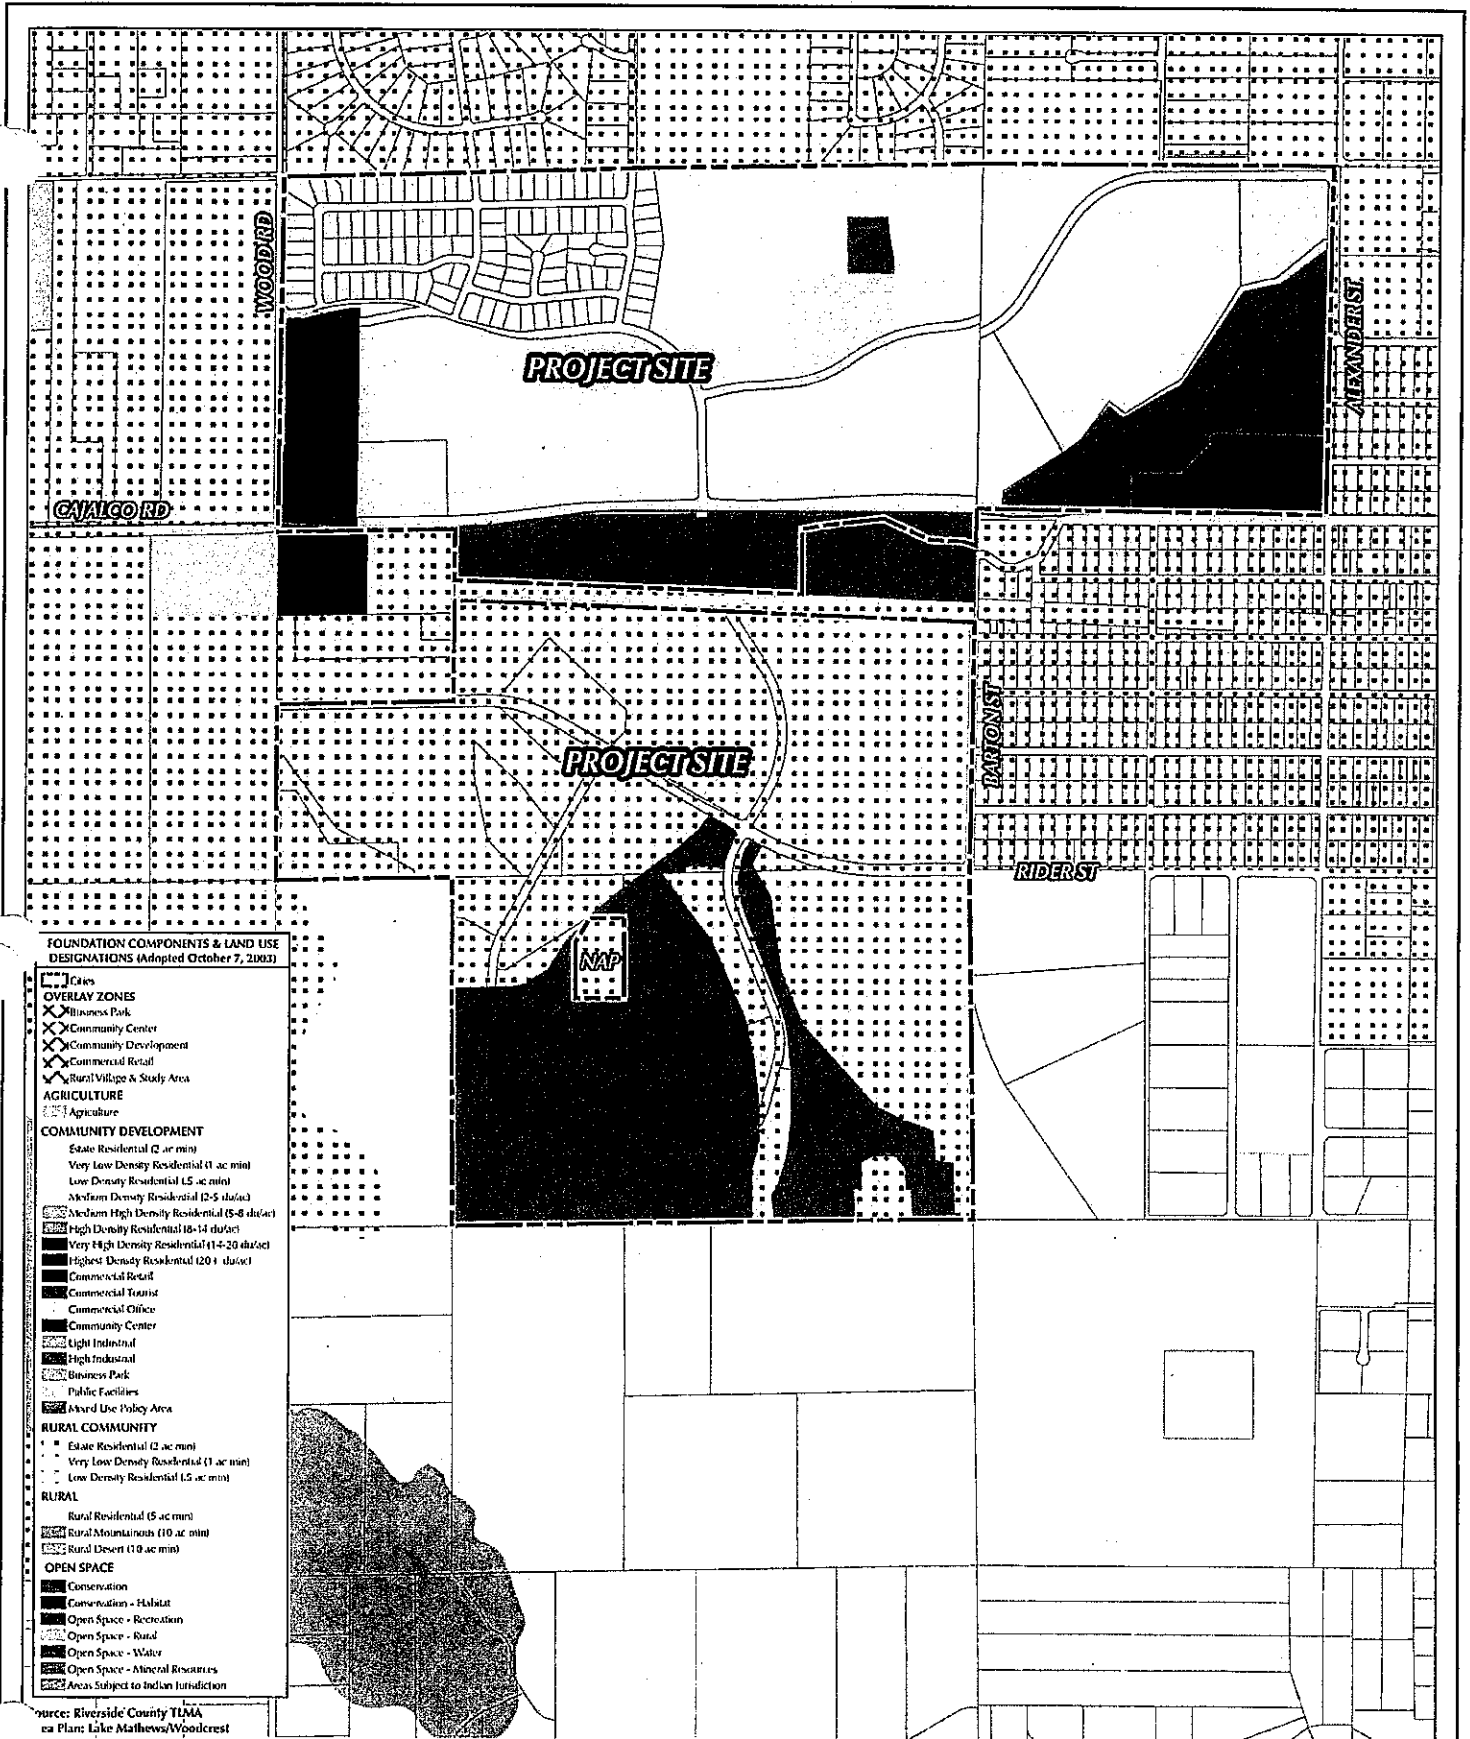 WOOD RD
PROJECT SITE
ALEXANDER ST
CAJALCO RD
PROJECT SITE
BARTON ST
RIDER ST
NAP
FOUNDATION COMPONENTS & LAND USE
DESIGNATIONS (Adopted October 7, 2003)
Cities
OVERLAY ZONES
Business Park
Community Center
Community Development
Commercial Retail
Rural Village & Study Area
AGRICULTURE
Agriculture
COMMUNITY DEVELOPMENT
Estate Residential (2 ac min)
Very Low Density Residential (1 ac min)
Low Density Residential (.5 ac min)
Medium Density Residential (2-5 du/ac)
Medium High Density Residential (5-8 du/ac)
High Density Residential (8-14 du/ac)
Very High Density Residential (14-20 du/ac)
Highest Density Residential (20+ du/ac)
Commercial Retail
Commercial Tourist
Commercial Office
Community Center
Light Industrial
High Industrial
Business Park
Public Facilities
Mixed Use Policy Area
RURAL COMMUNITY
Estate Residential (2 ac min)
Very Low Density Residential (1 ac min)
Low Density Residential (.5 ac min)
RURAL
Rural Residential (5 ac min)
Rural Mountainous (10 ac min)
Rural Desert (10 ac min)
OPEN SPACE
Conservation
Conservation - Habitat
Open Space - Recreation
Open Space - Rural
Open Space - Water
Open Space - Mineral Resources
Areas Subject to Indian Jurisdiction
ource: Riverside County TLMA
ea Plan: Lake Mathews/Woodcrest